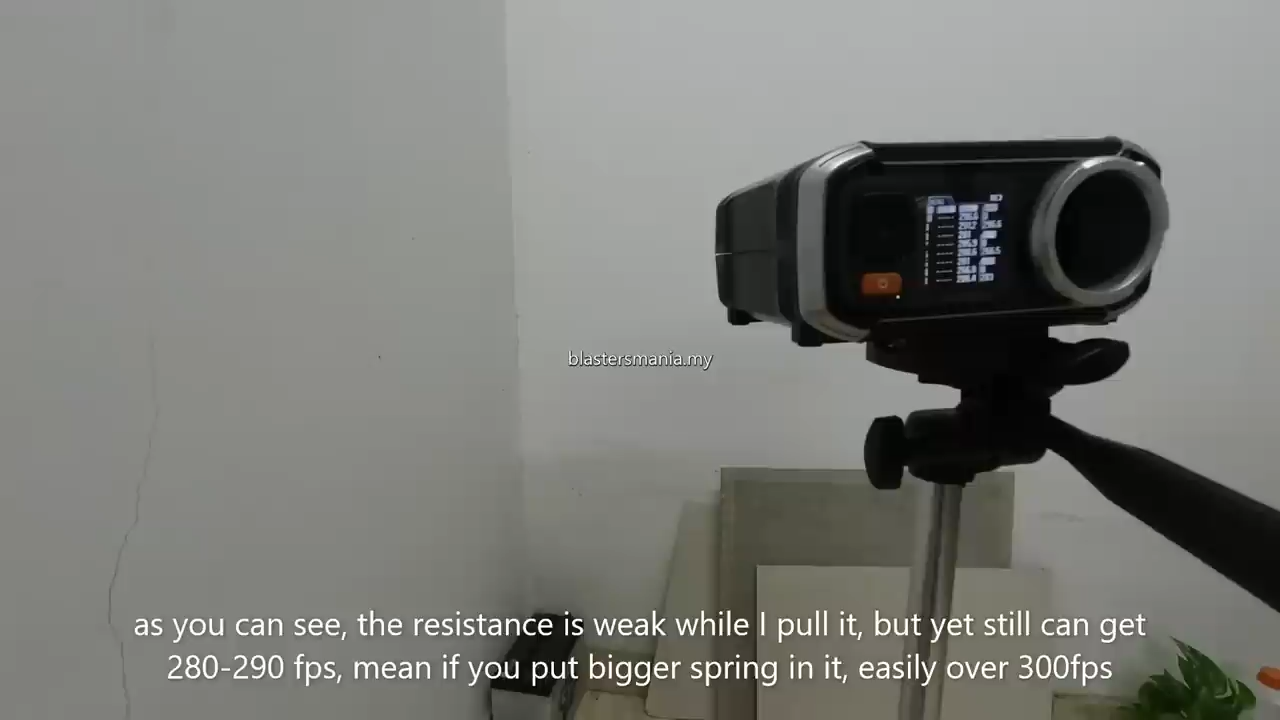 blastersmania.my
as you can see, the resistance is weak while I pull it, but yet still can get
280-290 fps, mean if you put bigger spring in it, easily over 300fps